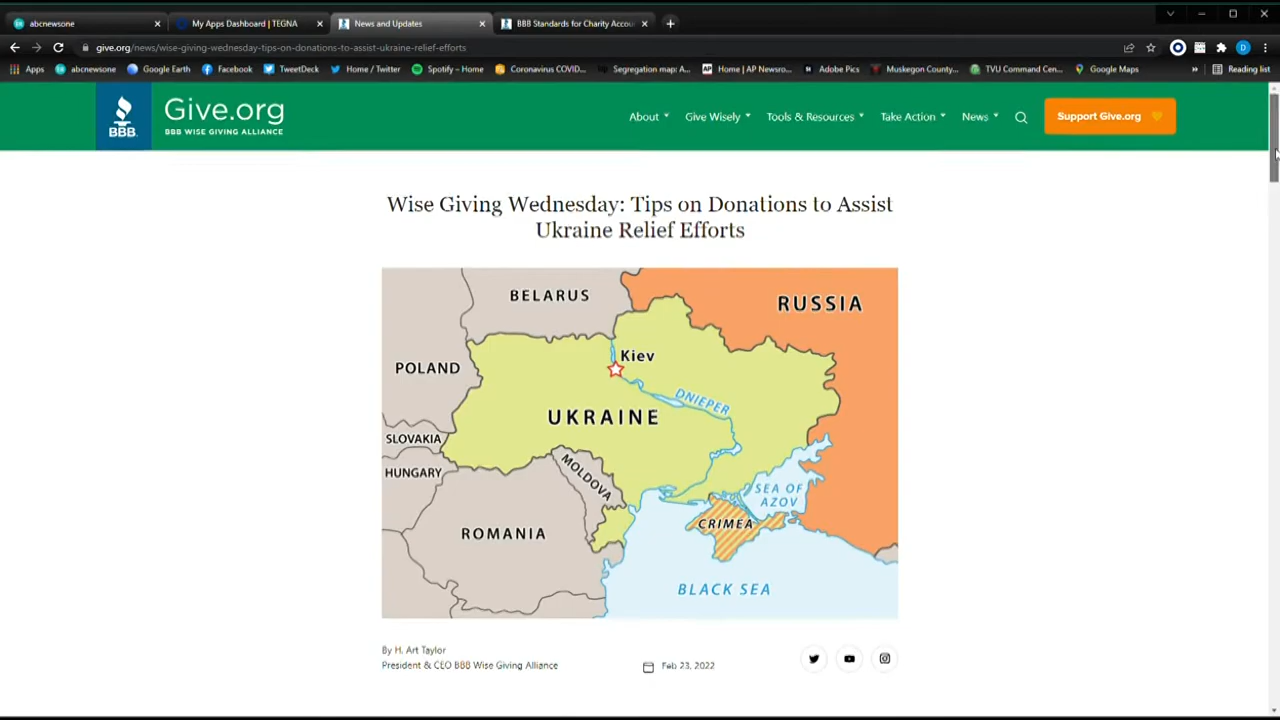 abcnewsone
My Apps Dashboard | TEGNA
News and Updates
BBB Standards for Charity Accou
give.org/news/wise-giving-wednesday-tips-on-donations-to-assist-ukraine-relief-efforts
D
Apps
abcnewsone
Google Earth
Facebook
TweetDeck
Home / Twitter
Spotify – Home
Coronavirus COVID...
Segregation map: A...
AP
Home | AP Newsro...
Adobe Pics
Muskegon County...
TVU Command Cen...
Google Maps
»
Reading list
BBB.
Give.org
BBB WISE GIVING ALLIANCE
About
Give Wisely
Tools & Resources
Take Action
News
Support Give.org
Wise Giving Wednesday: Tips on Donations to Assist
Ukraine Relief Efforts
BELARUS
RUSSIA
Kiev
POLAND
DNIEPER
UKRAINE
SLOVAKIA
HUNGARY
MOLDOVA
SEA OF
AZOV
CRIMEA
ROMANIA
BLACK SEA
By H. Art Taylor
President & CEO BBB Wise Giving Alliance
Feb 23, 2022